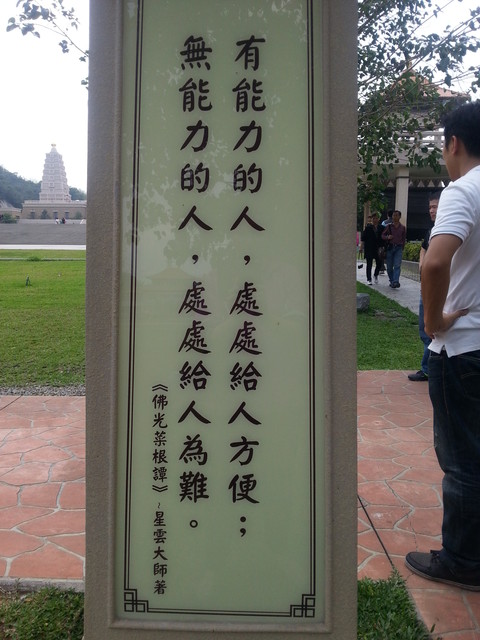 有能力的人，處處給人方便；
無能力的人，處處給人為難。
《佛光菜根譚》~星雲大師著